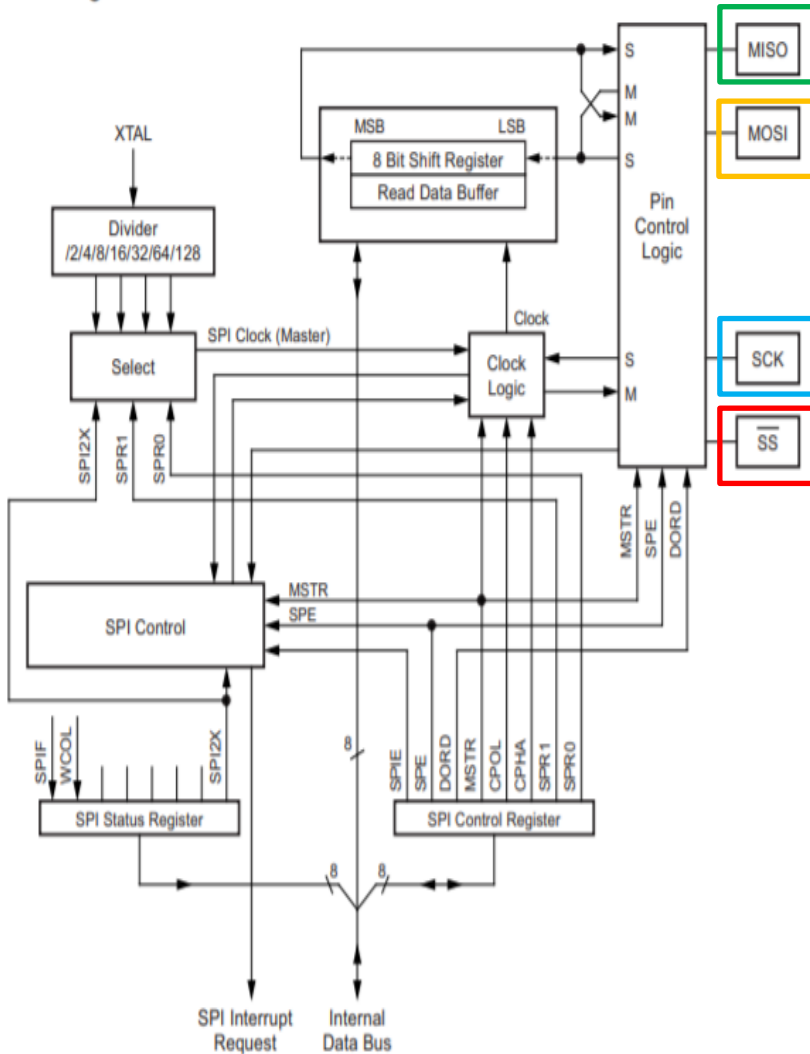 MISO
S
M
M
MOSI
MSB
LSB
XTAL
8 Bit Shift Register
S
Read Data Buffer
Pin
Control
Logic
Divider
/2/4/8/16/32/64/128
Clock
SPI Clock (Master)
S
SCK
Select
Clock
Logic
M
SS
SPI2X
SPR1
SPR0
MSTR
SPE
DORD
MSTR
SPE
SPI Control
8
SPIF
WCOL
SPI2X
SPIE
SPE
DORD
MSTR
CPOL
CPHA
SPR1
SPR0
SPI Status Register
SPI Control Register
8
8
SPI Interrupt
Request
Internal
Data Bus